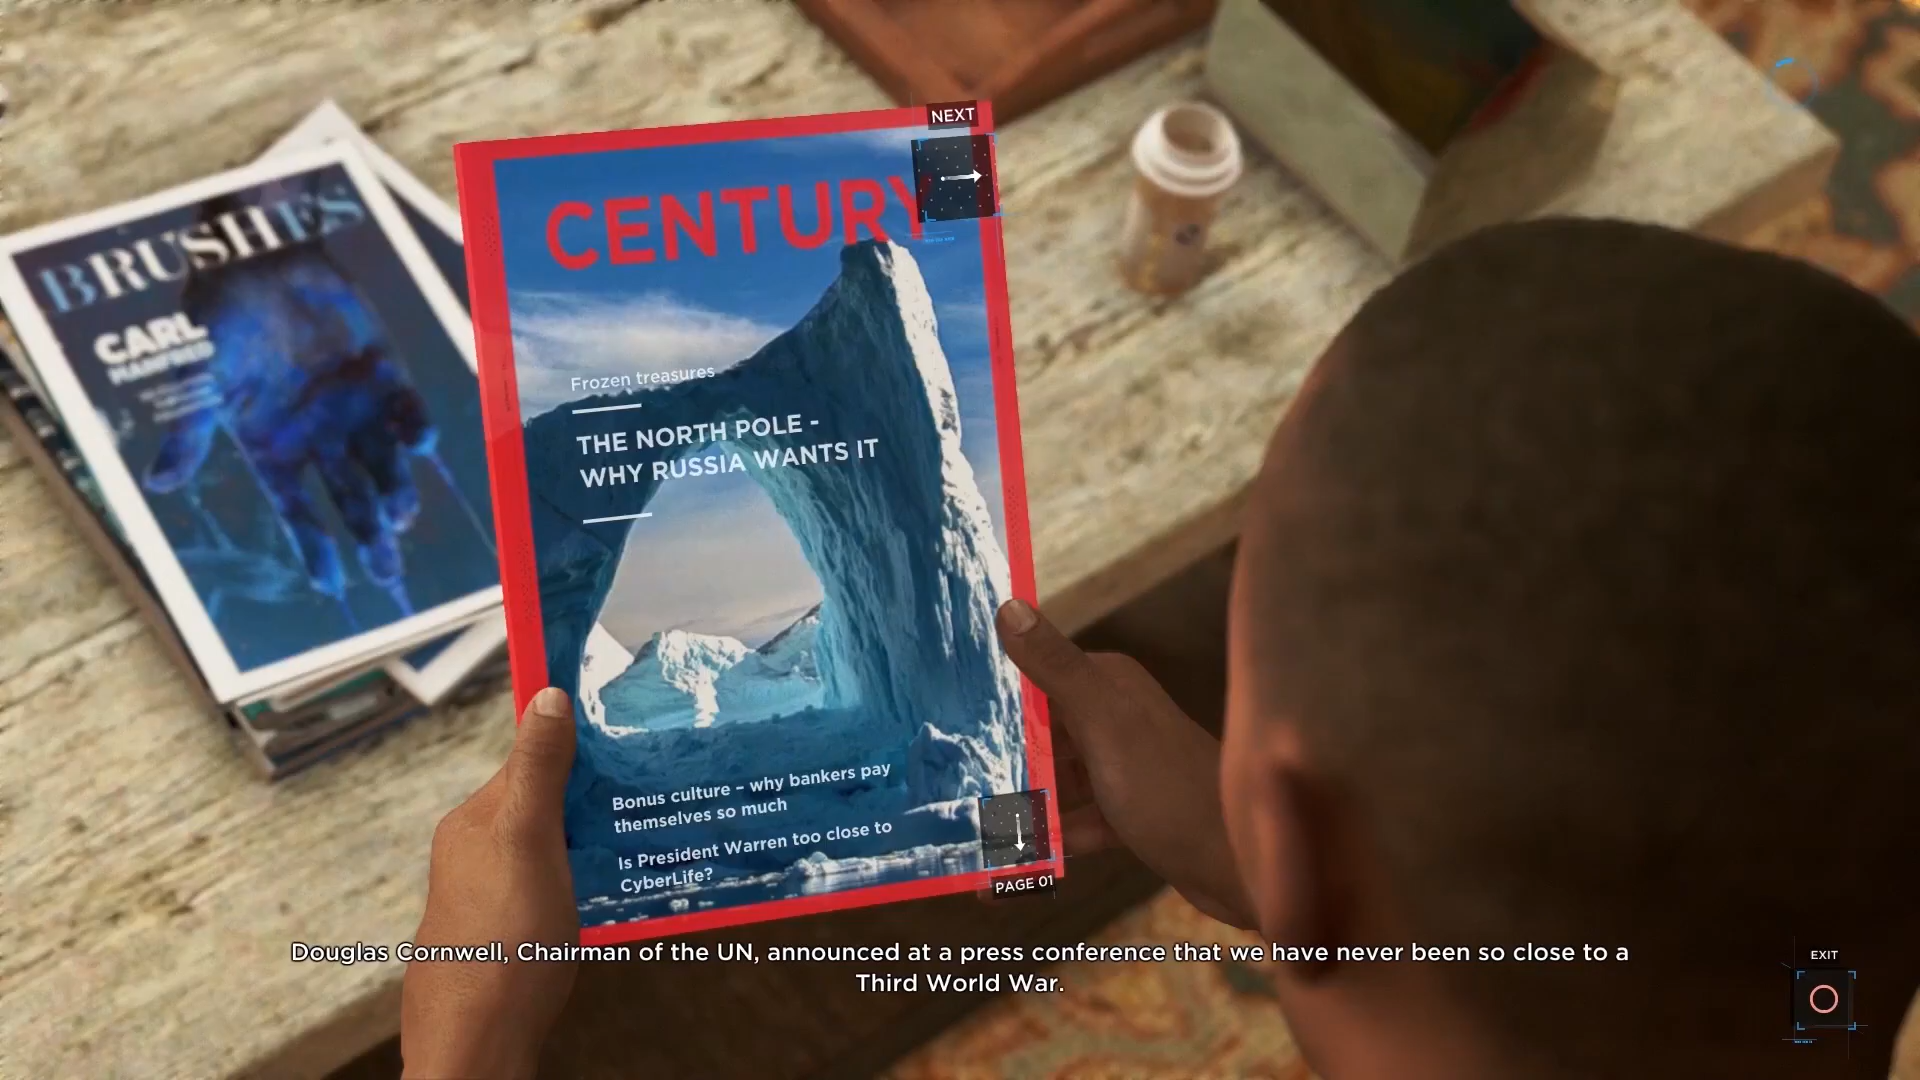 NEXT
BRUSHES
CARL
MANFRED
CENTURY
Frozen treasures
THE NORTH POLE -
WHY RUSSIA WANTS IT
Bonus culture – why bankers pay
themselves so much
Is President Warren too close to
CyberLife?
PAGE 01
Douglas Cornwell, Chairman of the UN, announced at a press conference that we have never been so close to a
Third World War.
EXIT